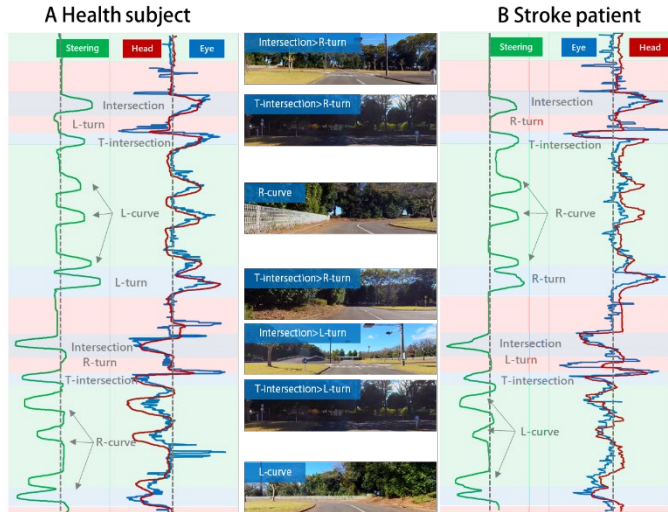 A Health subject
B Stroke patient
Steering
Head
Eye
Intersection
L-turn
T-intersection
L-curve
L-turn
Intersection
R-turn
T-intersection
R-curve
Intersection>R-turn
T-intersection>R-turn
R-curve
T-intersection>R-turn
Intersection>L-turn
T-intersection>L-turn
L-curve
Steering
Eye
Head
Intersection
R-turn
T-intersection
R-curve
R-turn
Intersection
L-turn
T-intersection
L-curve